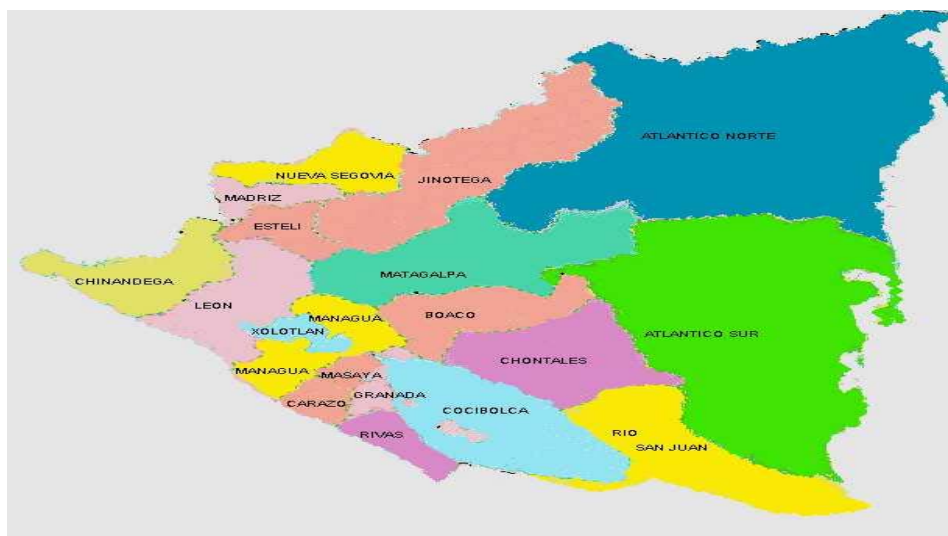 ATLANTICO NORTE
NUEVA SEGOVIA
JINOTEGA
MADRIZ
ESTELI
CHINANDEGA
MATAGALPA
LEON
MANAGUA
BOACO
XOLOTLAN
ATLANTICO SUR
CHONTALES
MANAGUA
MASAYA
GRANADA
CARAZO
COCIBOLCA
RIVAS
RIO
SAN JUAN